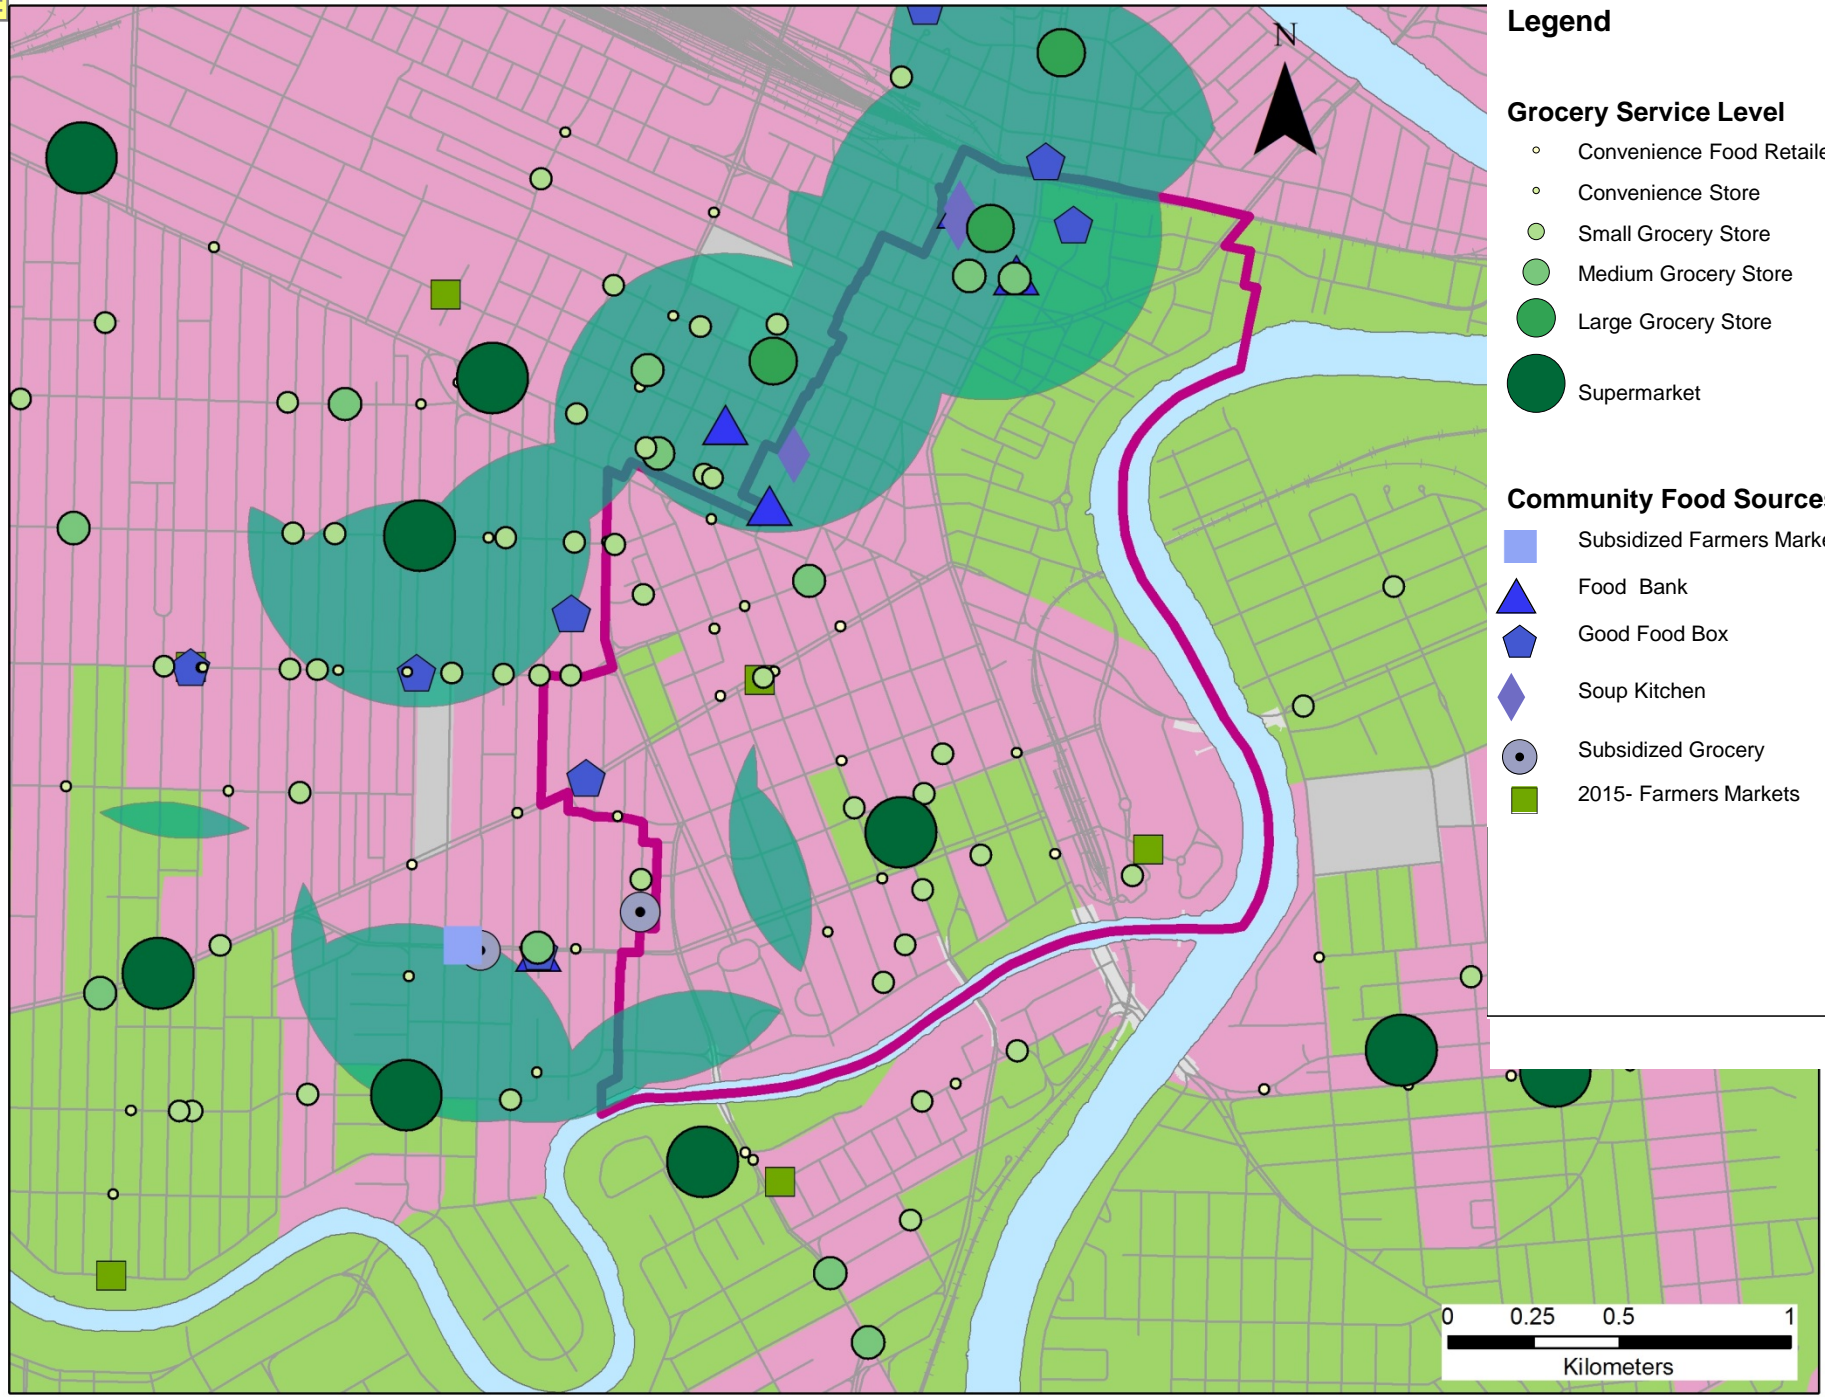 N
Legend
Grocery Service Level
Convenience Food Retaile
Convenience Store
Small Grocery Store
Medium Grocery Store
Large Grocery Store
Supermarket
Community Food Sources
Subsidized Farmers Marke
Food Bank
Good Food Box
Soup Kitchen
Subsidized Grocery
2015- Farmers Markets
0 0.25 0.5 1
Kilometers